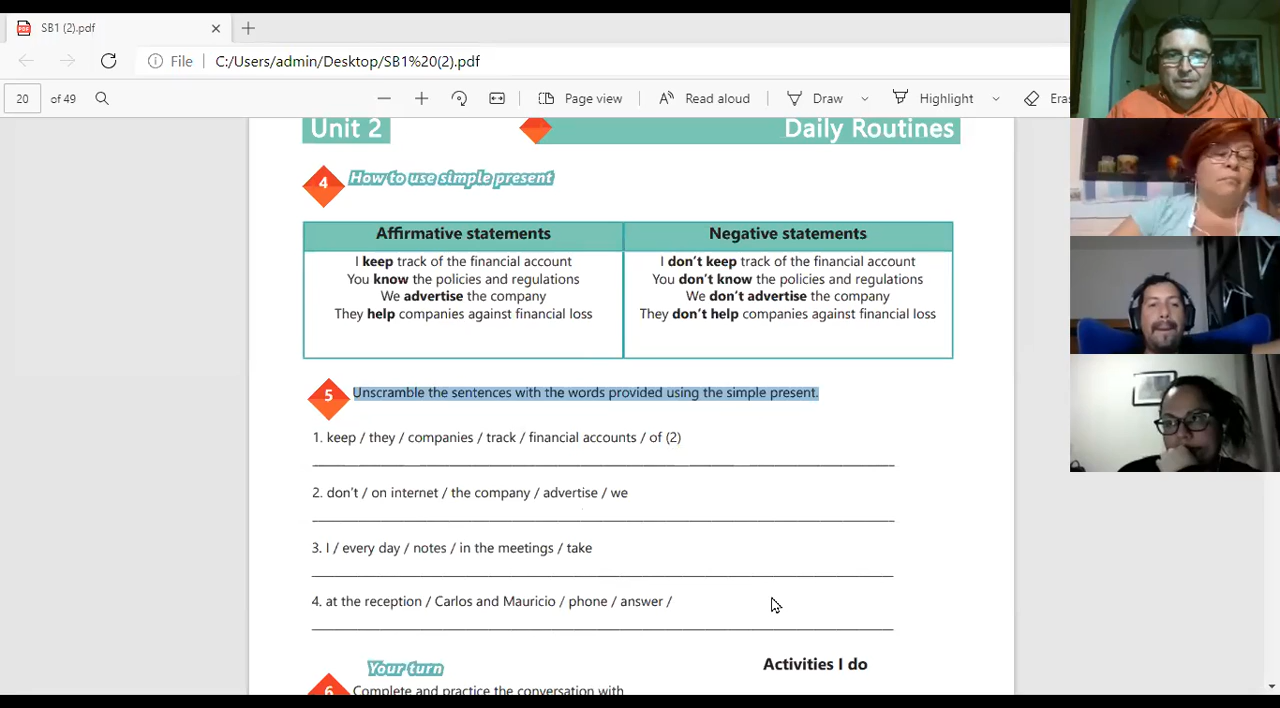 SB1 (2).pdf
File
C:/Users/admin/Desktop/SB1%20(2).pdf
20 of 49
Page view
Read aloud
Draw
Highlight
Eras
Unit 2
Daily Routines
4 How to use simple present
Affirmative statements
Negative statements
I keep track of the financial account
You know the policies and regulations
We advertise the company
They help companies against financial loss
I don't keep track of the financial account
You don't know the policies and regulations
We don't advertise the company
They don't help companies against financial loss
5 Unscramble the sentences with the words provided using the simple present.
1. keep / they / companies / track / financial accounts / of (2)
2. don't / on internet / the company / advertise / we
3. I / every day / notes / in the meetings / take
4. at the reception / Carlos and Mauricio / phone / answer /
Your turn
Activities I do
6 Complete and practice the conversation with